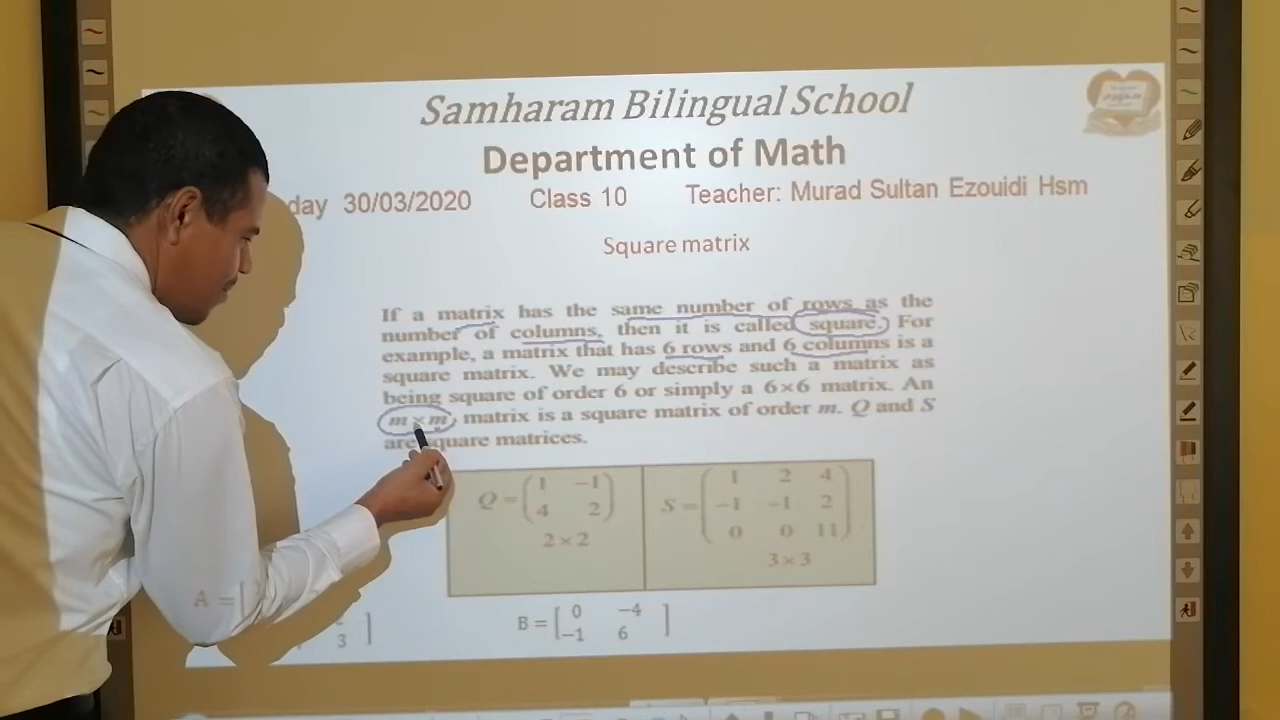 Samharam Bilingual School
Department of Math
day 30/03/2020 Class 10 Teacher: Murad Sultan Ezouidi Hsm
Square matrix
If a matrix has the same number of rows as the
number of columns, then it is called square. For
example, a matrix that has 6 rows and 6 columns is a
square matrix. We may describe such a matrix as
being square of order 6 or simply a 6×6 matrix. An
m × m matrix is a square matrix of order m. Q and S
are square matrices.
Q = ( 1 −1
4 2 )
2 × 2
S = ( 1 2 4
−1 −1 2
0 0 11 )
3 × 3
A = [
3 ]
B = [ 0 −4
−1 6 ]